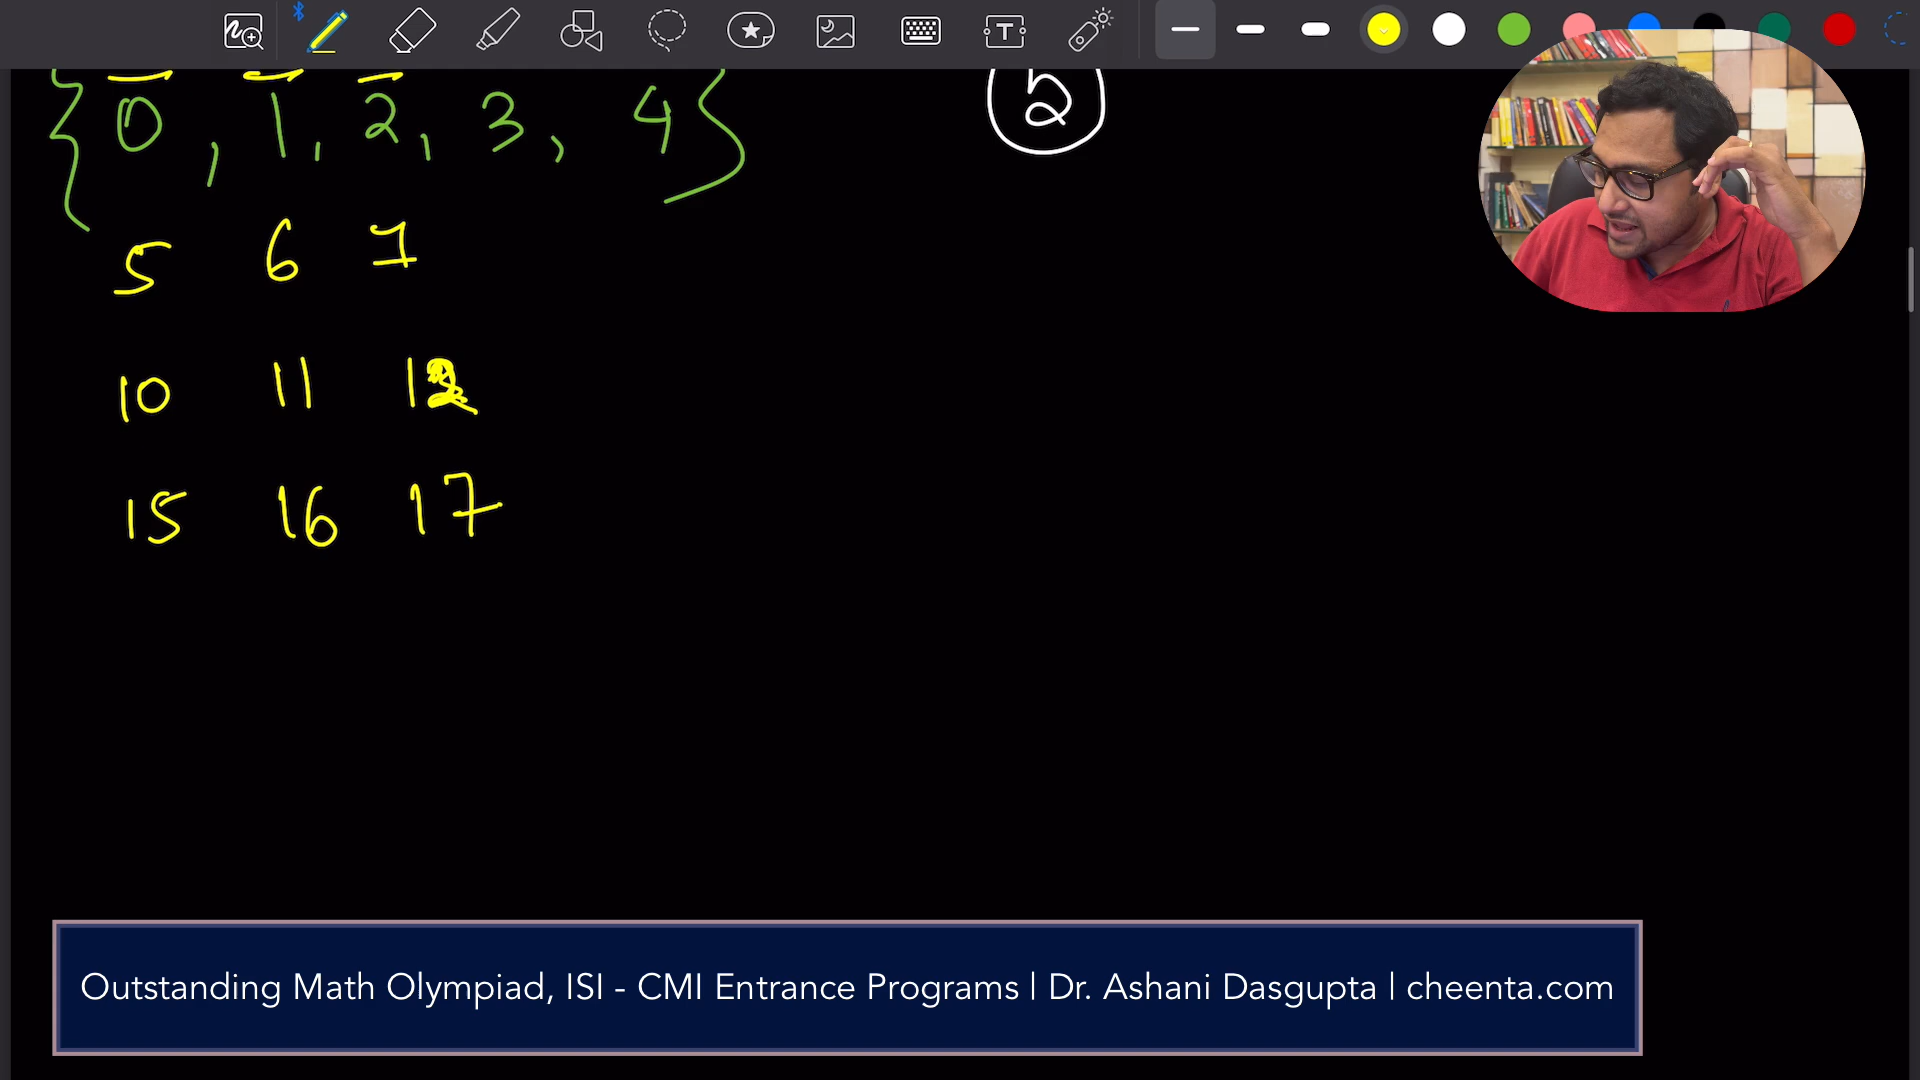 { 0 , 1 , 2 , 3 , 4 }
5
5 6 7
10 11 12
15 16 17
Outstanding Math Olympiad, ISI - CMI Entrance Programs | Dr. Ashani Dasgupta | cheenta.com